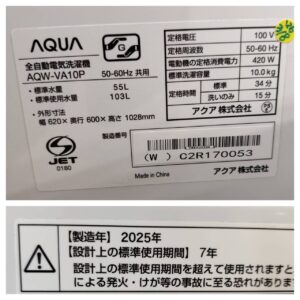 AQUA
全自動電気洗濯機
AQW-VA10P 50-60Hz 共用
・標準水量 55L
・標準使用水量 103L
・外形寸法
幅 620× 奥行 600× 高さ 1028mm
定格電圧 100 V
定格周波数 50-60 Hz
電動機の定格消費電力 420 W
標準洗濯容量 10.0 kg
定格時間 標準 34 分
洗いのみ 15 分
アクア株式会社
S
JET
0180
製造番号
(W) C2R170053
Made in China
アクア株式会社
【製造年】2025年
【設計上の標準使用期間】7年
設計上の標準使用期間を超えて使用されますと
による発火・けが等の事故に至るおそれがあります